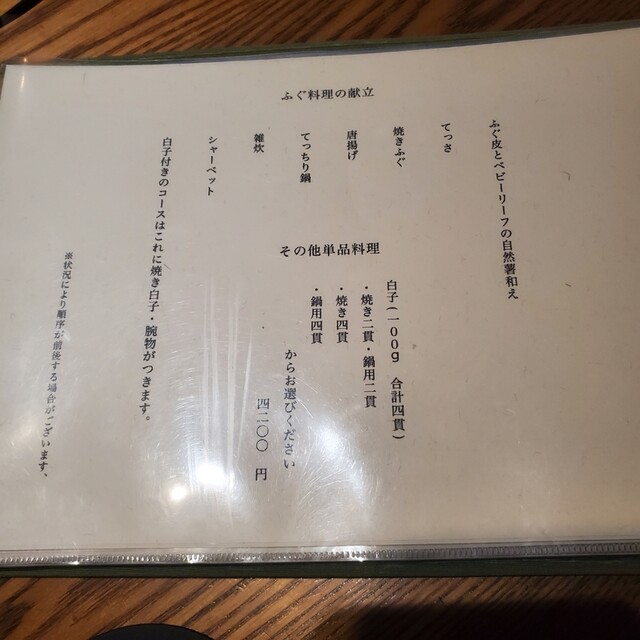 ふぐ料理の献立
ふぐ皮とベビーリーフの自然薯和え
てっさ
焼きふぐ
唐揚げ
てっちり鍋
雑炊
シャーベット
白子付きのコースはこれに焼き白子・腕物がつきます。
その他単品料理
白子(一00g 合計四貫)
・焼き二貫・鍋用二貫
・焼き四貫
・鍋用四貫
からお選びください
四二〇〇 円
※状況により順序が前後する場合がございます、